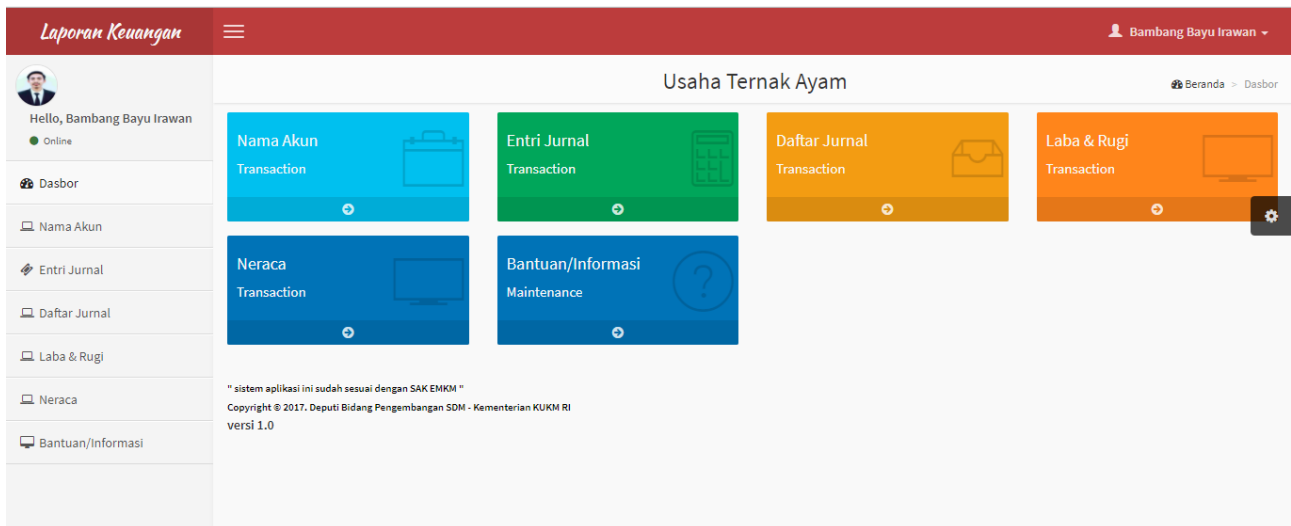 Laporan Keuangan
Bambang Bayu Irawan
Hello, Bambang Bayu Irawan
Online
Dasbor
Nama Akun
Entri Jurnal
Daftar Jurnal
Laba & Rugi
Neraca
Bantuan/Informasi
Usaha Ternak Ayam
Beranda > Dasbor
Nama Akun
Transaction
Entri Jurnal
Transaction
Daftar Jurnal
Transaction
Laba & Rugi
Transaction
Neraca
Transaction
Bantuan/Informasi
Maintenance
" sistem aplikasi ini sudah sesuai dengan SAK EMKM "
Copyright © 2017. Deputi Bidang Pengembangan SDM - Kementerian KUKM RI
versi 1.0